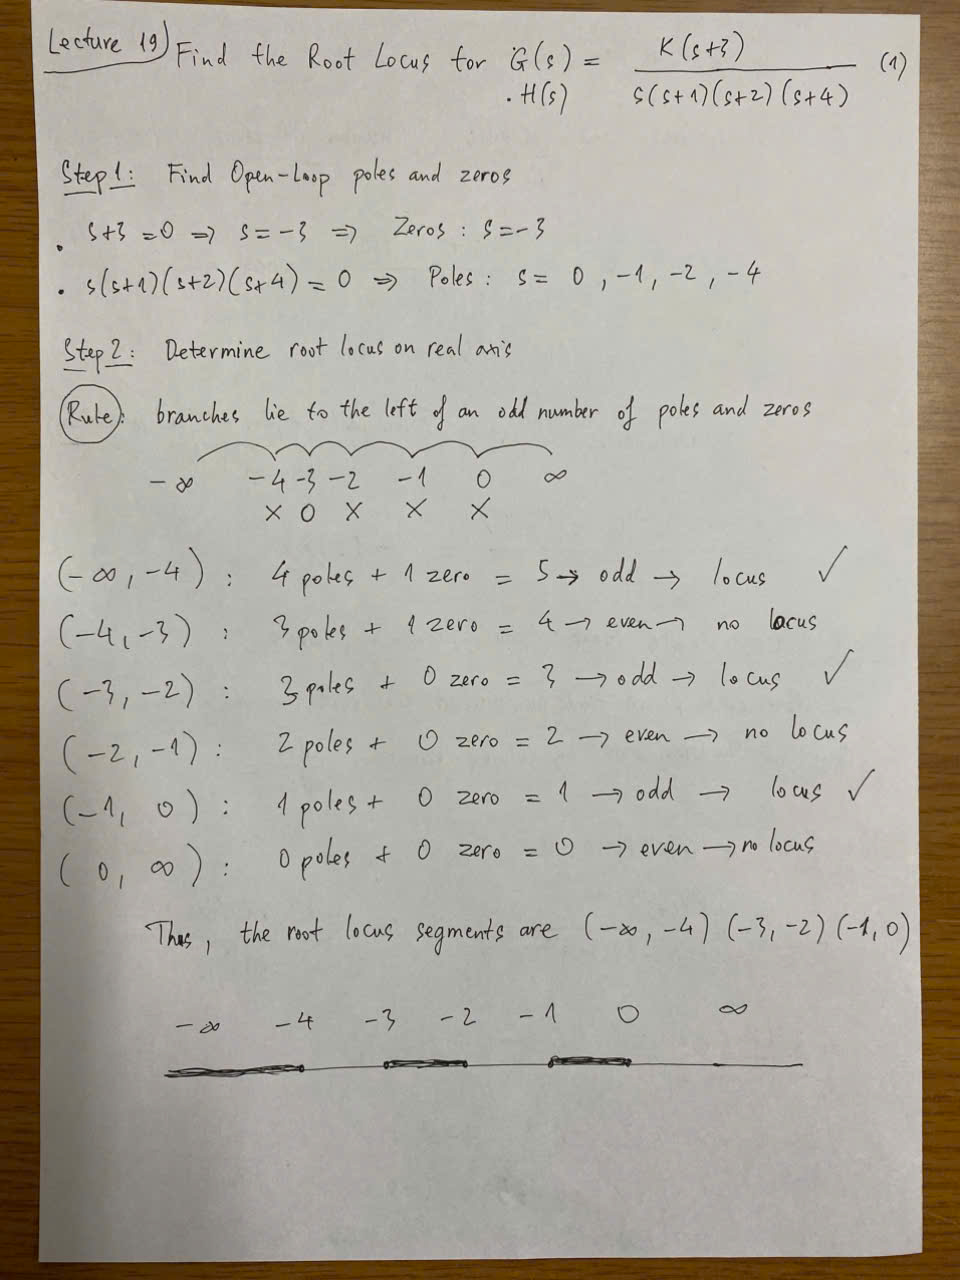 Lecture 19) Find the Root Locus for G(s) . H(s) = K(s+3) / s(s+1)(s+2)(s+4) (1)
Step 1: Find Open-Loop poles and zeros
. s+3 = 0 ⇒ s = -3 ⇒ Zeros : s = -3
. s(s+1)(s+2)(s+4) = 0 ⇒ Poles : s = 0 , -1, -2, -4
Step 2: Determine root locus on real axis
Rule: branches lie to the left of an odd number of poles and zeros
-∞ -4 -3 -2 -1 0 ∞
X O X X X
(-∞, -4) : 4 poles + 1 zero = 5 → odd → locus ✓
(-4, -3) : 3 poles + 1 zero = 4 → even → no locus
(-3, -2) : 3 poles + 0 zero = 3 → odd → locus ✓
(-2, -1) : 2 poles + 0 zero = 2 → even → no locus
(-1, 0) : 1 poles + 0 zero = 1 → odd → locus ✓
(0, ∞) : 0 poles + 0 zero = 0 → even → no locus
Thus, the root locus segments are (-∞, -4) (-3, -2) (-1, 0)
-∞ -4 -3 -2 -1 0 ∞